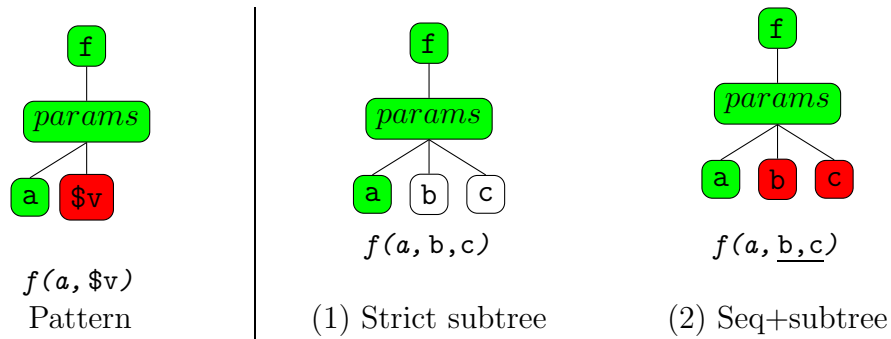 f
params
a $v
f(a, $v)
Pattern
f
params
a b c
f(a, b,c)
(1) Strict subtree
f
params
a b c
f(a, b,c)
(2) Seq+subtree